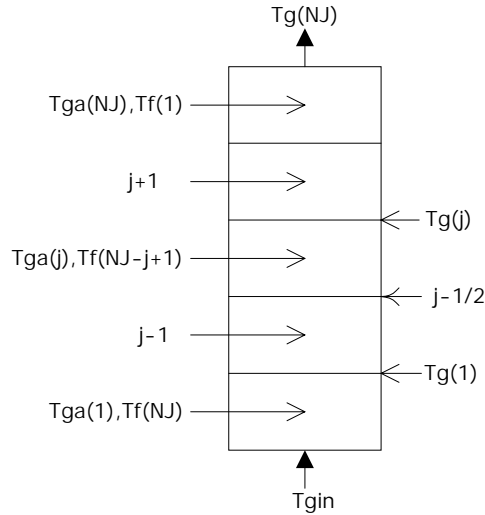 Tg(NJ)
Tga(NJ),Tf(1)
j+1
Tg(j)
Tga(j),Tf(NJ-j+1)
j-1/2
j-1
Tg(1)
Tga(1),Tf(NJ)
Tgin